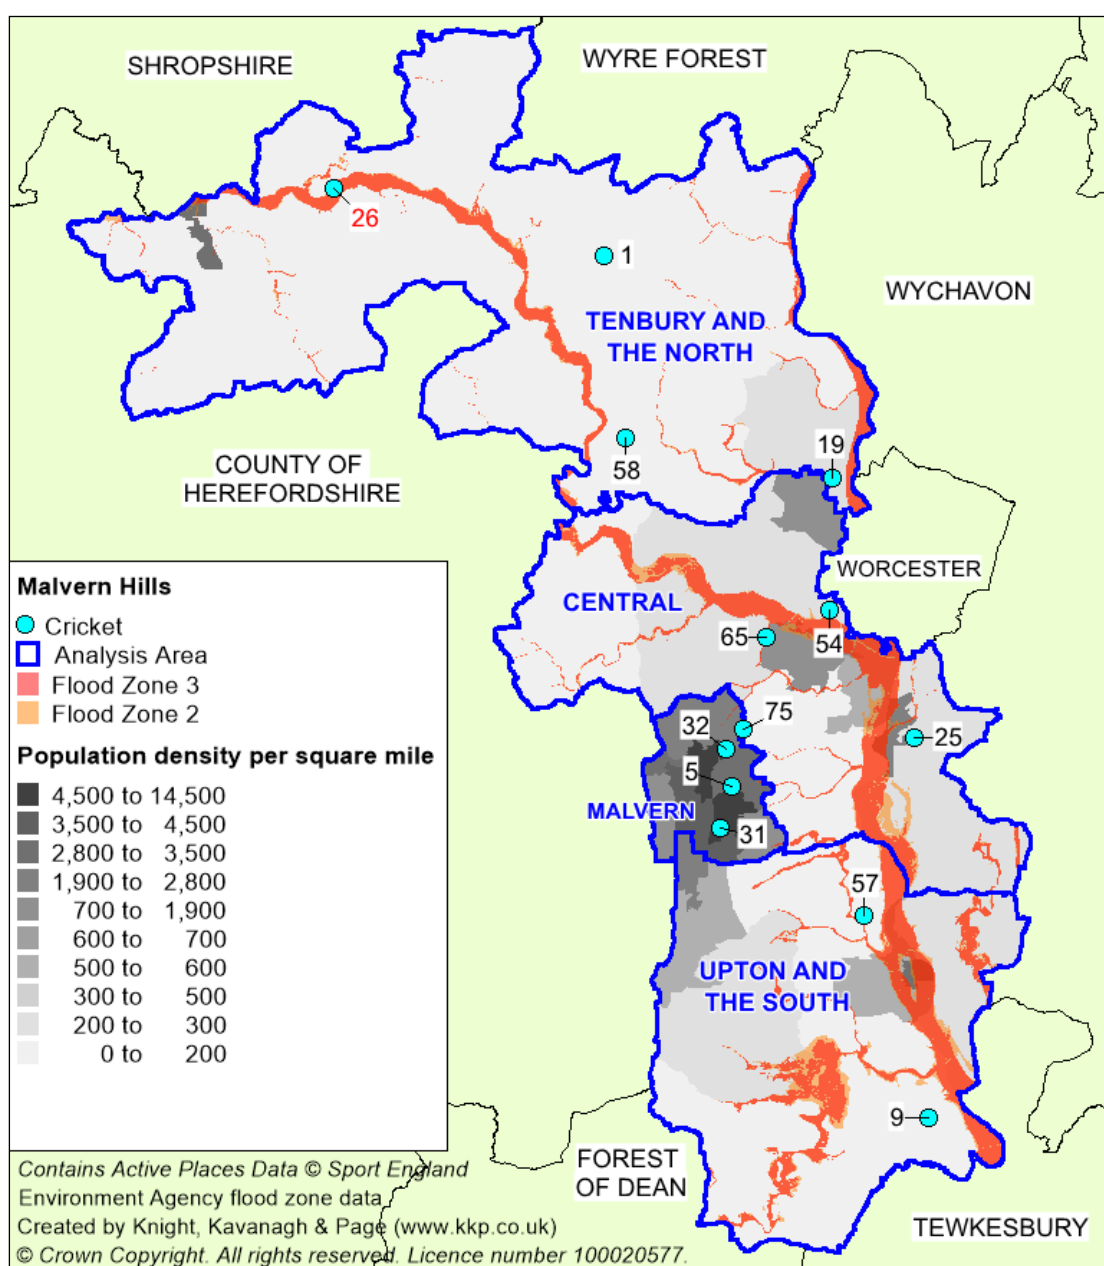 SHROPSHIRE
WYRE FOREST
26
1
WYCHAVON
TENBURY AND
THE NORTH
19
58
COUNTY OF
HEREFORDSHIRE
WORCESTER
CENTRAL
65
54
75
32
25
5
MALVERN
31
57
UPTON AND
THE SOUTH
9
FOREST
OF DEAN
TEWKESBURY
Malvern Hills
Cricket
Analysis Area
Flood Zone 3
Flood Zone 2
Population density per square mile
4,500 to 14,500
3,500 to 4,500
2,800 to 3,500
1,900 to 2,800
700 to 1,900
600 to 700
500 to 600
300 to 500
200 to 300
0 to 200
Contains Active Places Data © Sport England
Environment Agency flood zone data
Created by Knight, Kavanagh & Page (www.kkp.co.uk)
© Crown Copyright. All rights reserved. Licence number 100020577.